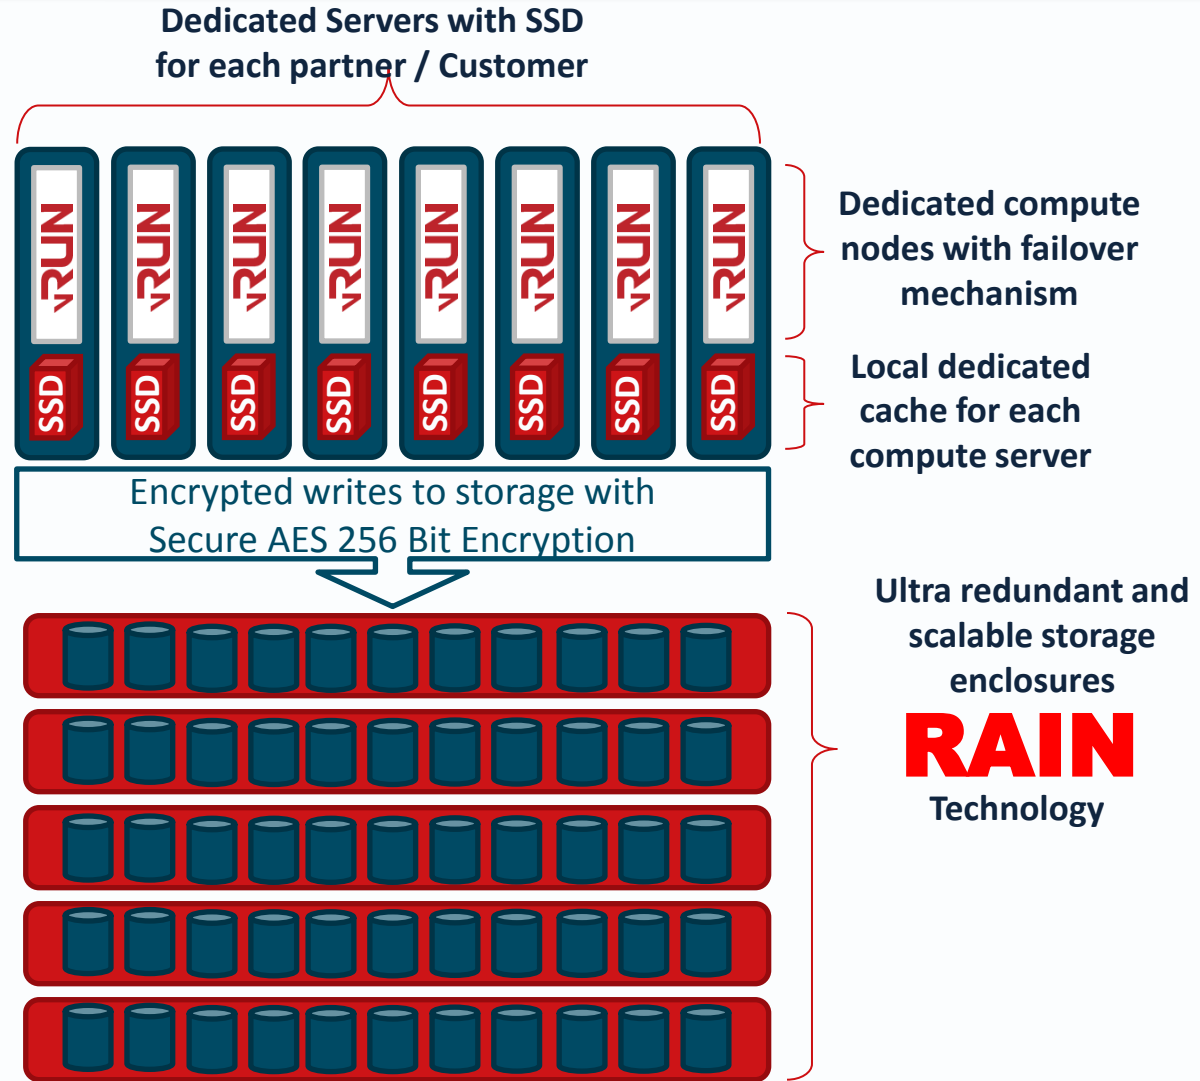 Dedicated Servers with SSD
for each partner / Customer
vRUN
vRUN
vRUN
vRUN
vRUN
vRUN
vRUN
vRUN
Dedicated compute
nodes with failover
mechanism
SSD
SSD
SSD
SSD
SSD
SSD
SSD
SSD
Local dedicated
cache for each
compute server
Encrypted writes to storage with
Secure AES 256 Bit Encryption
Ultra redundant and
scalable storage
enclosures
RAIN
Technology